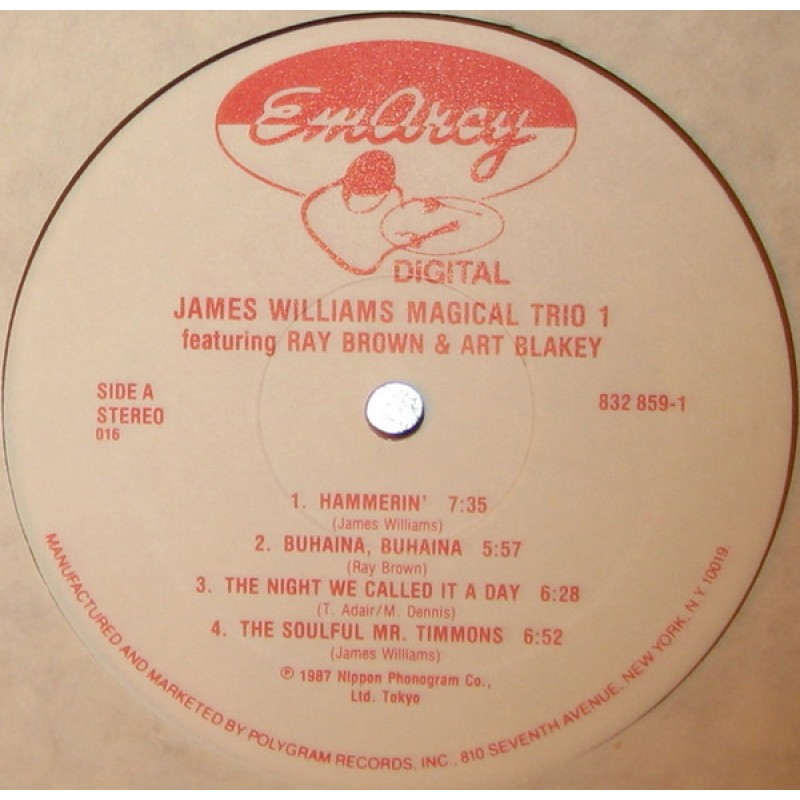 EmArcy
DIGITAL
JAMES WILLIAMS MAGICAL TRIO 1
featuring RAY BROWN & ART BLAKEY
SIDE A
STEREO
016
832 859-1
1. HAMMERIN' 7:35
(James Williams)
2. BUHAINA, BUHAINA 5:57
(Ray Brown)
3. THE NIGHT WE CALLED IT A DAY 6:28
(T. Adair/M. Dennis)
4. THE SOULFUL MR. TIMMONS 6:52
(James Williams)
℗ 1987 Nippon Phonogram Co.,
Ltd. Tokyo
MANUFACTURED AND MARKETED BY POLYGRAM RECORDS, INC., 810 SEVENTH AVENUE, NEW YORK, N.Y. 10019.